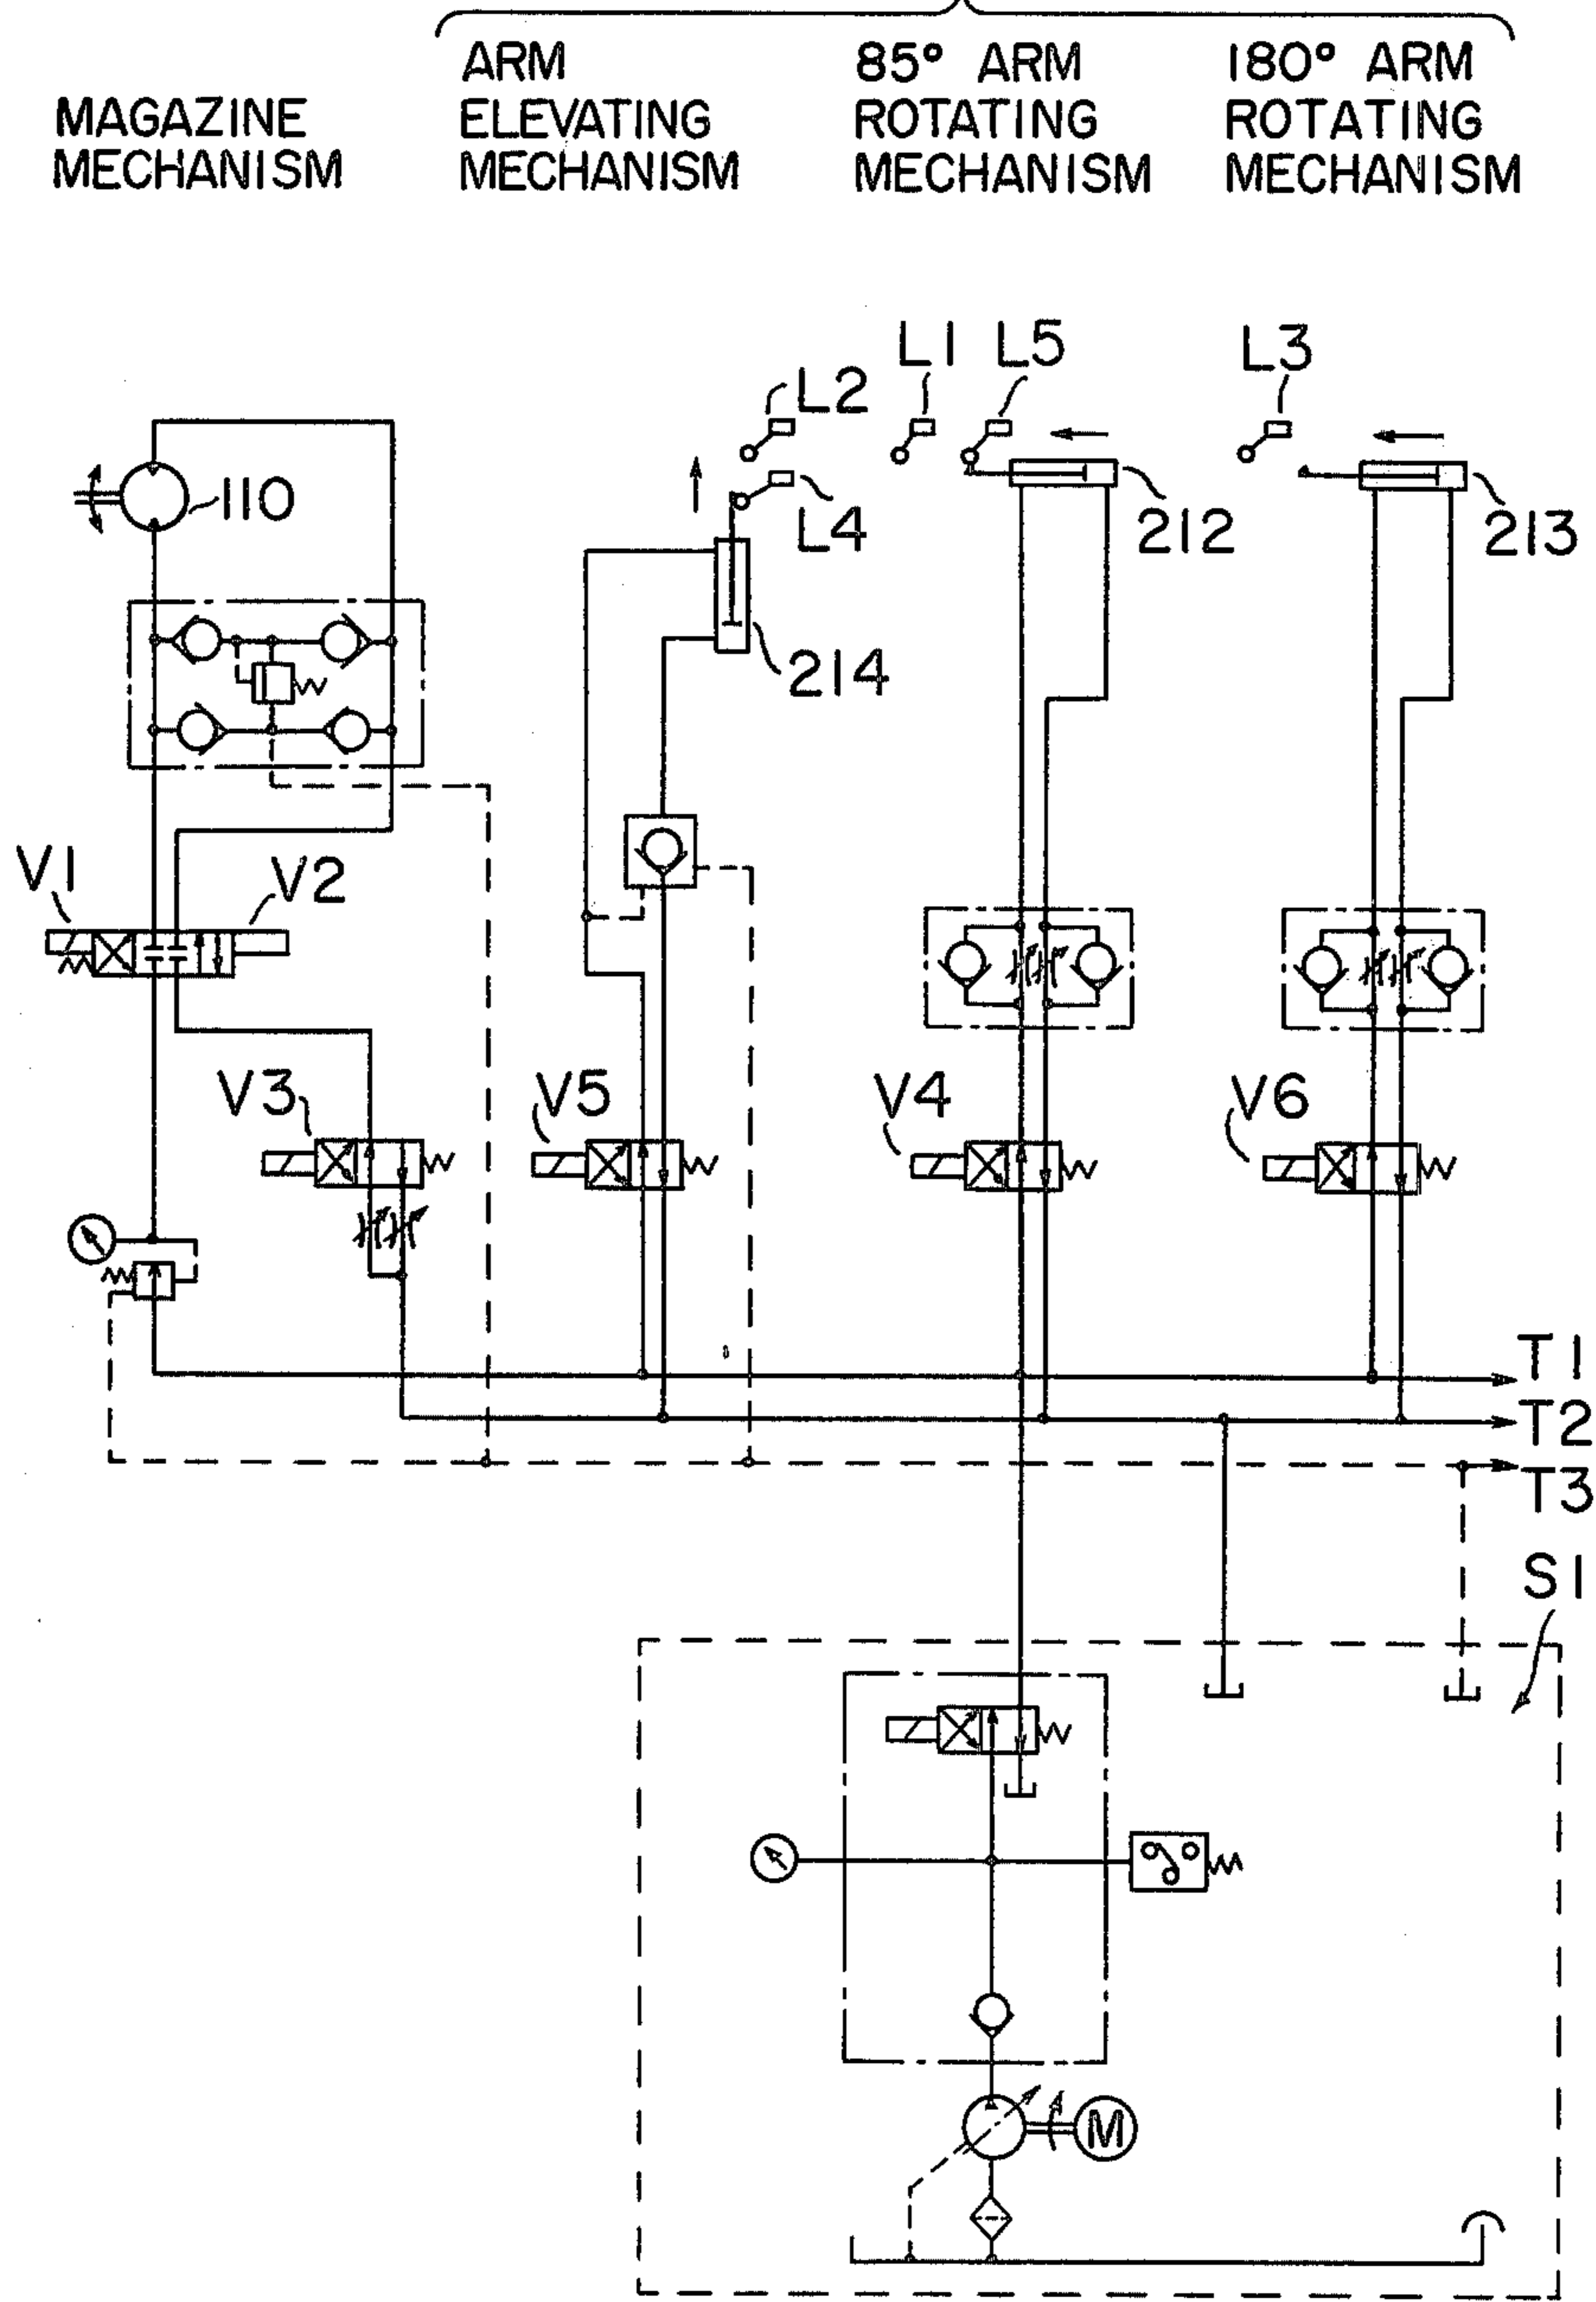 MAGAZINE
MECHANISM
ARM
ELEVATING
MECHANISM
85° ARM
ROTATING
MECHANISM
180° ARM
ROTATING
MECHANISM
L1
L5
L3
L2
L4
110
212
213
214
V1
V2
V3
V5
V4
V6
T1
T2
T3
S1
M